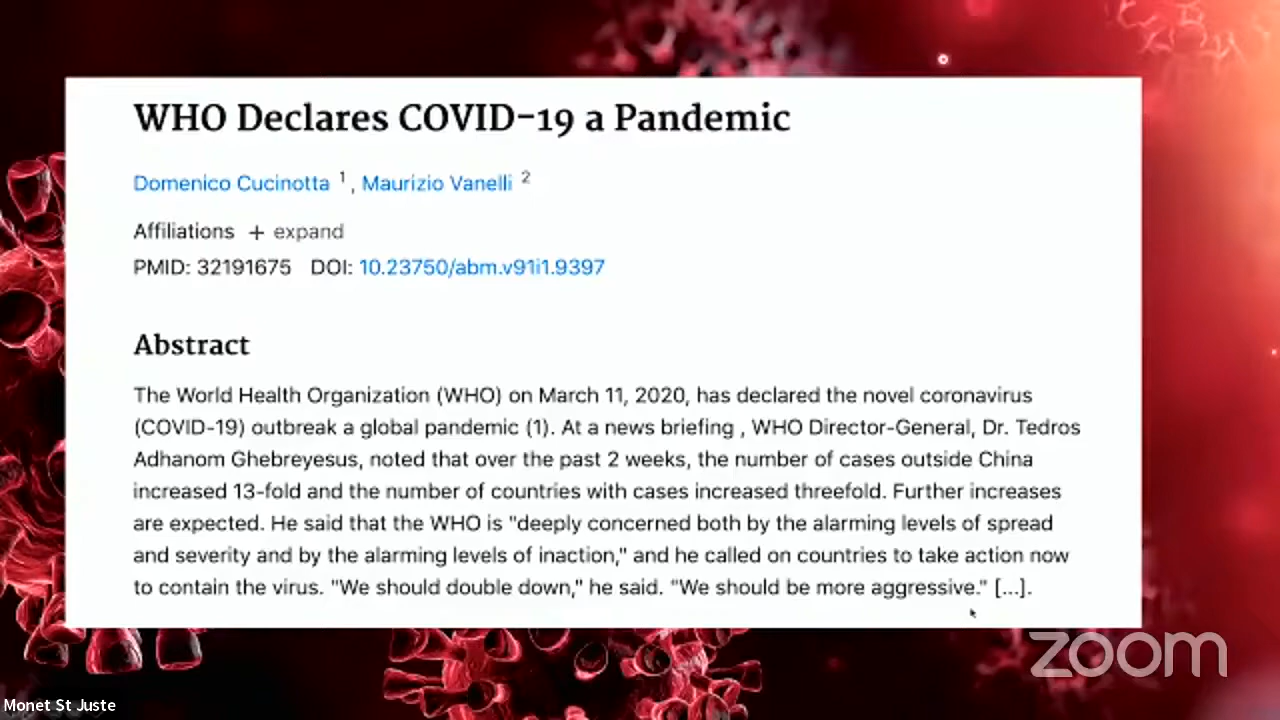 WHO Declares COVID-19 a Pandemic
Domenico Cucinotta 1 , Maurizio Vanelli 2
Affiliations + expand
PMID: 32191675 DOI: 10.23750/abm.v91i1.9397
Abstract
The World Health Organization (WHO) on March 11, 2020, has declared the novel coronavirus
(COVID-19) outbreak a global pandemic (1). At a news briefing , WHO Director-General, Dr. Tedros
Adhanom Ghebreyesus, noted that over the past 2 weeks, the number of cases outside China
increased 13-fold and the number of countries with cases increased threefold. Further increases
are expected. He said that the WHO is "deeply concerned both by the alarming levels of spread
and severity and by the alarming levels of inaction," and he called on countries to take action now
to contain the virus. "We should double down," he said. "We should be more aggressive." [...].
zoom
Monet St Juste